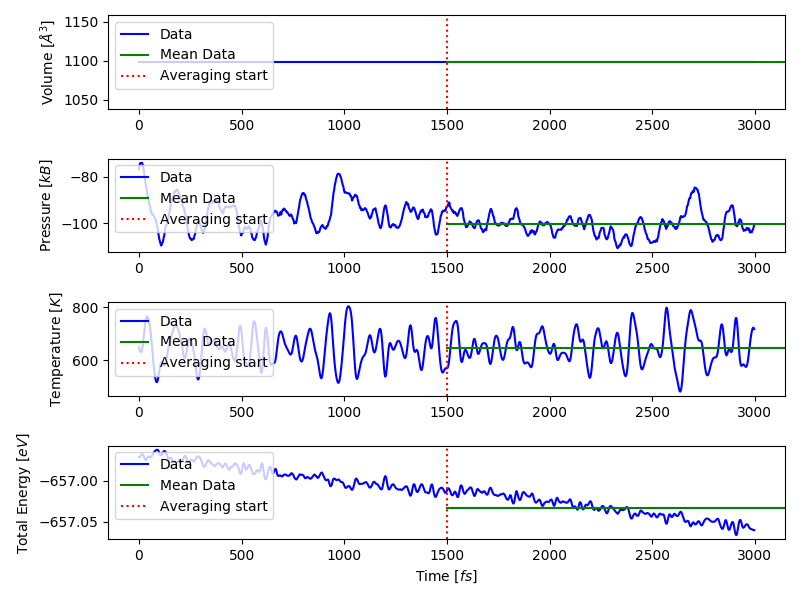 1150
1100
1050
Volume [Å³]
Data
Mean Data
Averaging start
0 500 1000 1500 2000 2500 3000
−80
−100
Pressure [kB]
Data
Mean Data
Averaging start
0 500 1000 1500 2000 2500 3000
800
600
Temperature [K]
Data
Mean Data
Averaging start
0 500 1000 1500 2000 2500 3000
−657.00
−657.05
Total Energy [eV]
Data
Mean Data
Averaging start
0 500 1000 1500 2000 2500 3000
Time [fs]